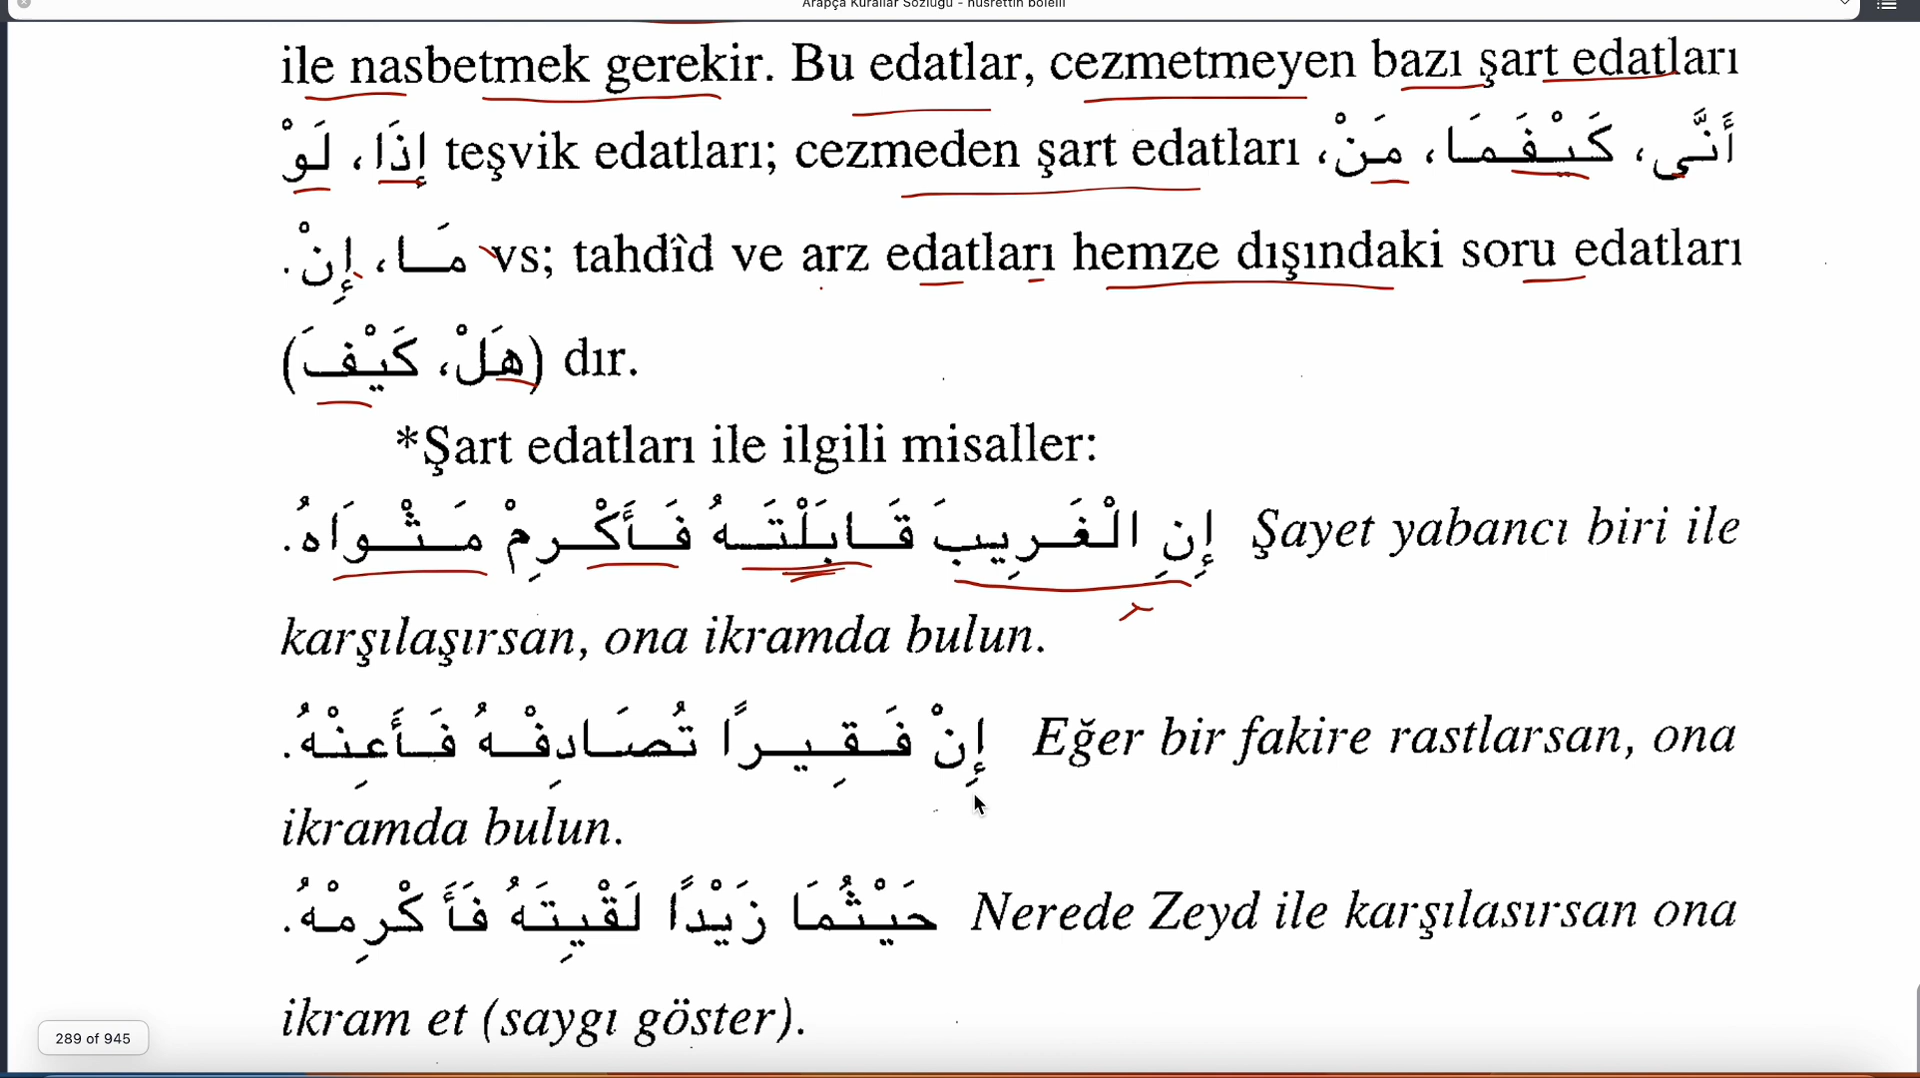 Arapça Kurallar Sözlüğü - nusrettin bolelli
ile nasbetmek gerekir. Bu edatlar, cezmetmeyen bazı şart edatları
إِذَا، لَوْ teşvik edatları; cezmeden şart edatları أَنَّى، كَيْفَمَا، مَنْ،
مَا، إِنْ. vs; tahdîd ve arz edatları hemze dışındaki soru edatları
(هَلْ، كَيْفَ) dır.
*Şart edatları ile ilgili misaller:
إِنِ الْغَرِيبَ قَابَلْتَهُ فَأَكْرِمْ مَثْوَاهُ. Şayet yabancı biri ile
karşılaşırsan, ona ikramda bulun.
إِنْ فَقِيرًا تُصَادِفْهُ فَأَعِنْهُ. Eğer bir fakire rastlarsan, ona
ikramda bulun.
حَيْثُمَا زَيْدًا لَقْيِتَهُ فَأَكْرِمْهُ. Nerede Zeyd ile karşılasırsan ona
ikram et (saygı göster).
289 of 945